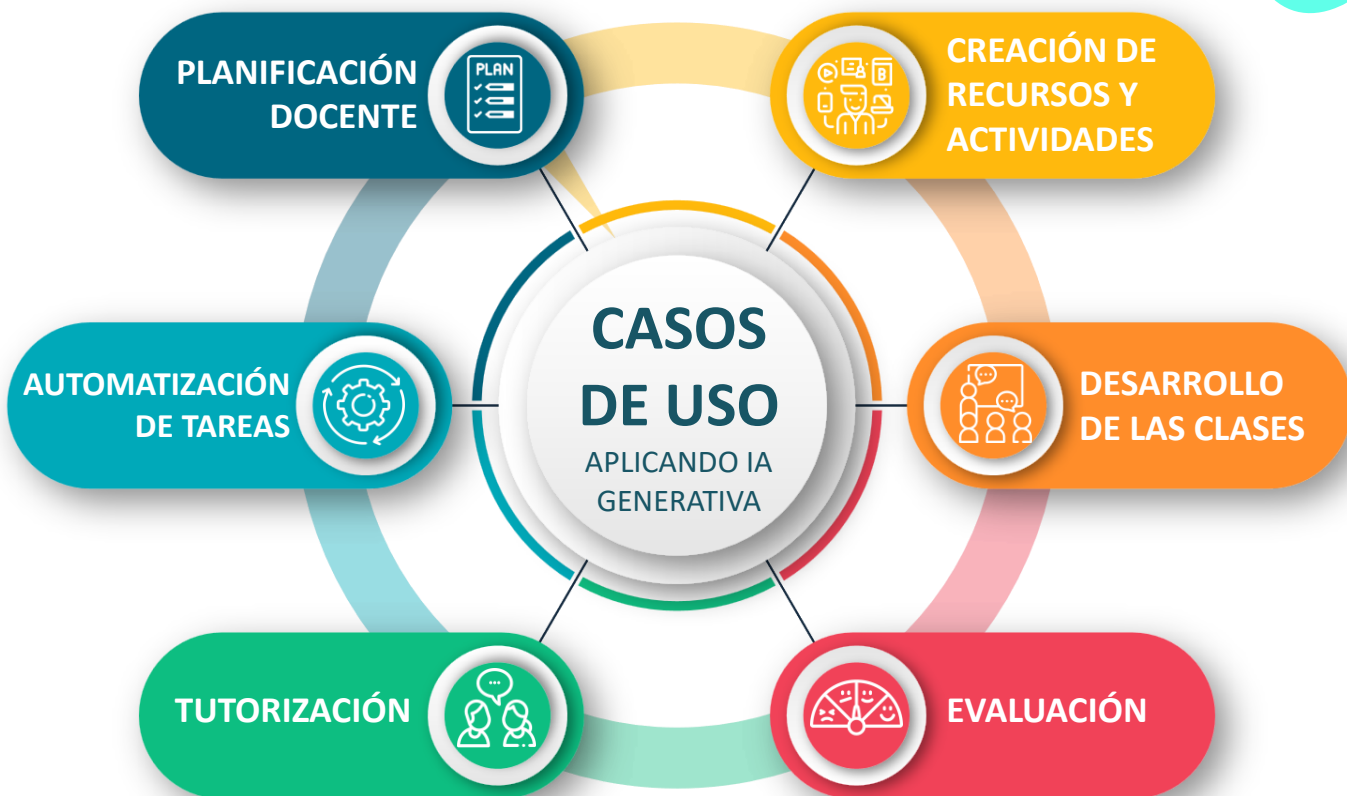 PLANIFICACIÓN
DOCENTE
PLAN
CREACIÓN DE
RECURSOS Y
ACTIVIDADES
B
AUTOMATIZACIÓN
DE TAREAS
CASOS
DE USO
APLICANDO IA
GENERATIVA
DESARROLLO
DE LAS CLASES
TUTORIZACIÓN
EVALUACIÓN